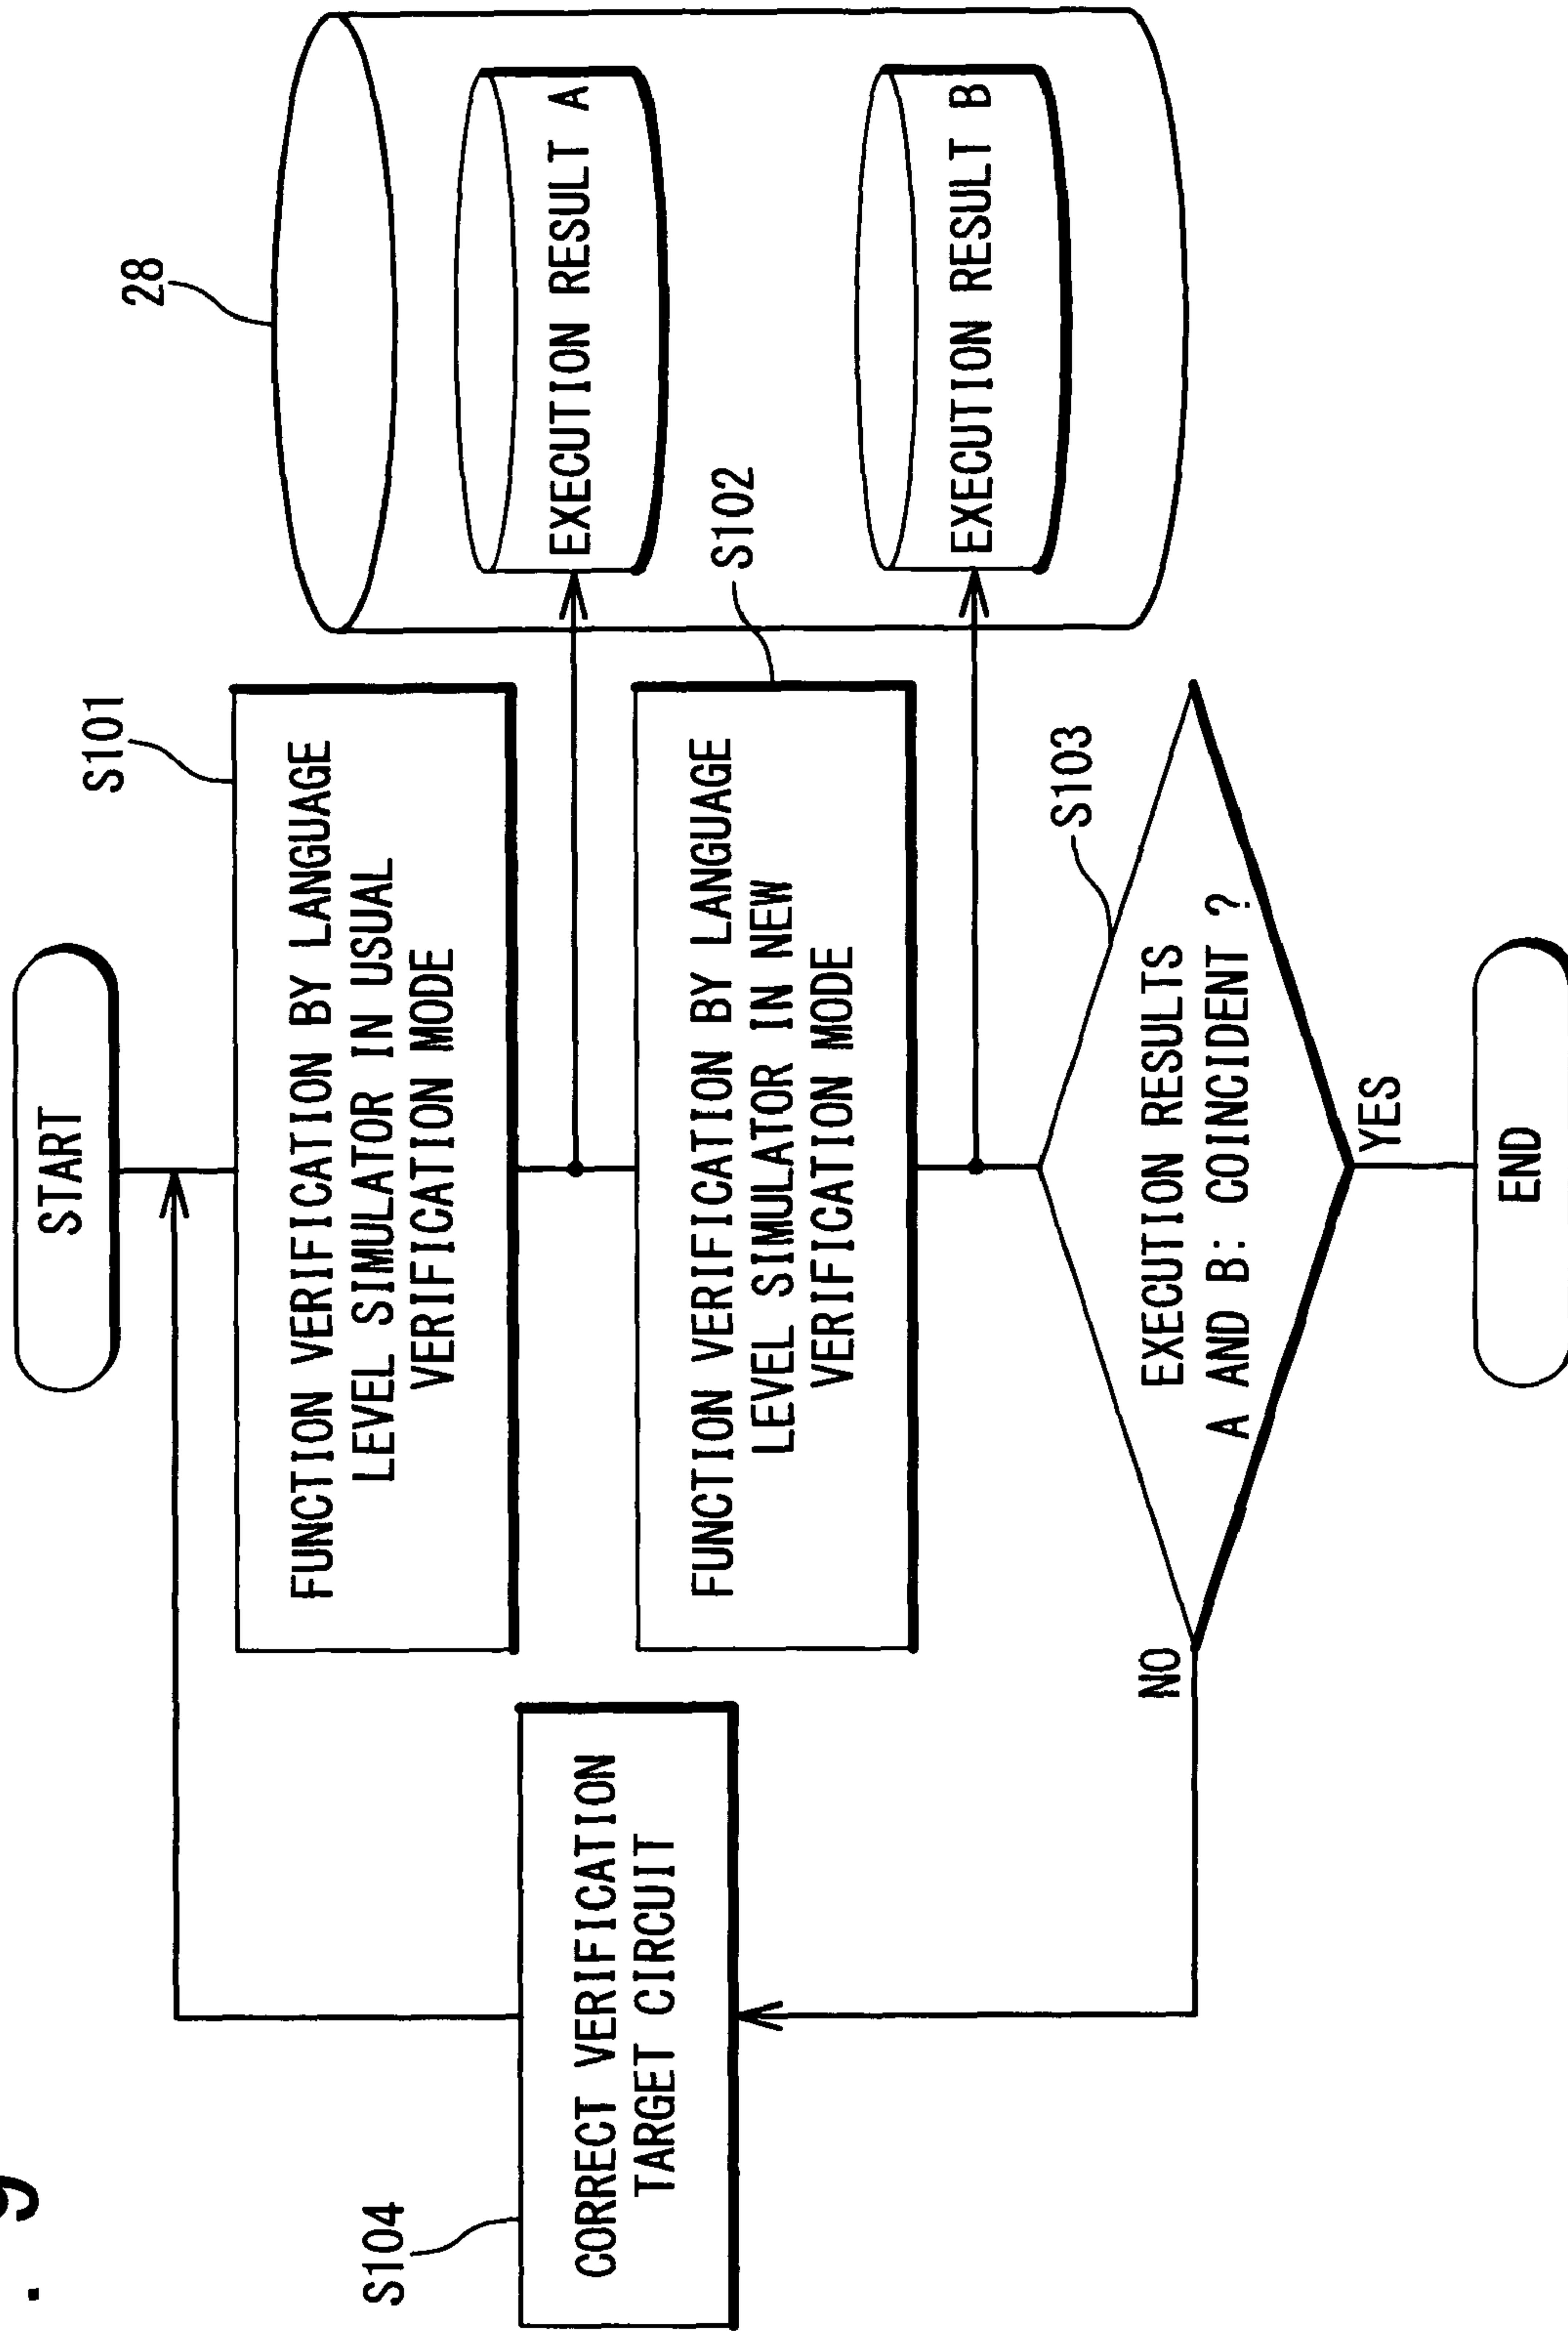 START
S101
FUNCTION VERIFICATION BY LANGUAGE
LEVEL SIMULATOR IN USUAL
VERIFICATION MODE
28
EXECUTION RESULT A
S104
CORRECT VERIFICATION
TARGET CIRCUIT
S102
FUNCTION VERIFICATION BY LANGUAGE
LEVEL SIMULATOR IN NEW
VERIFICATION MODE
EXECUTION RESULT B
S103
EXECUTION RESULTS
A AND B: COINCIDENT ?
NO
YES
END